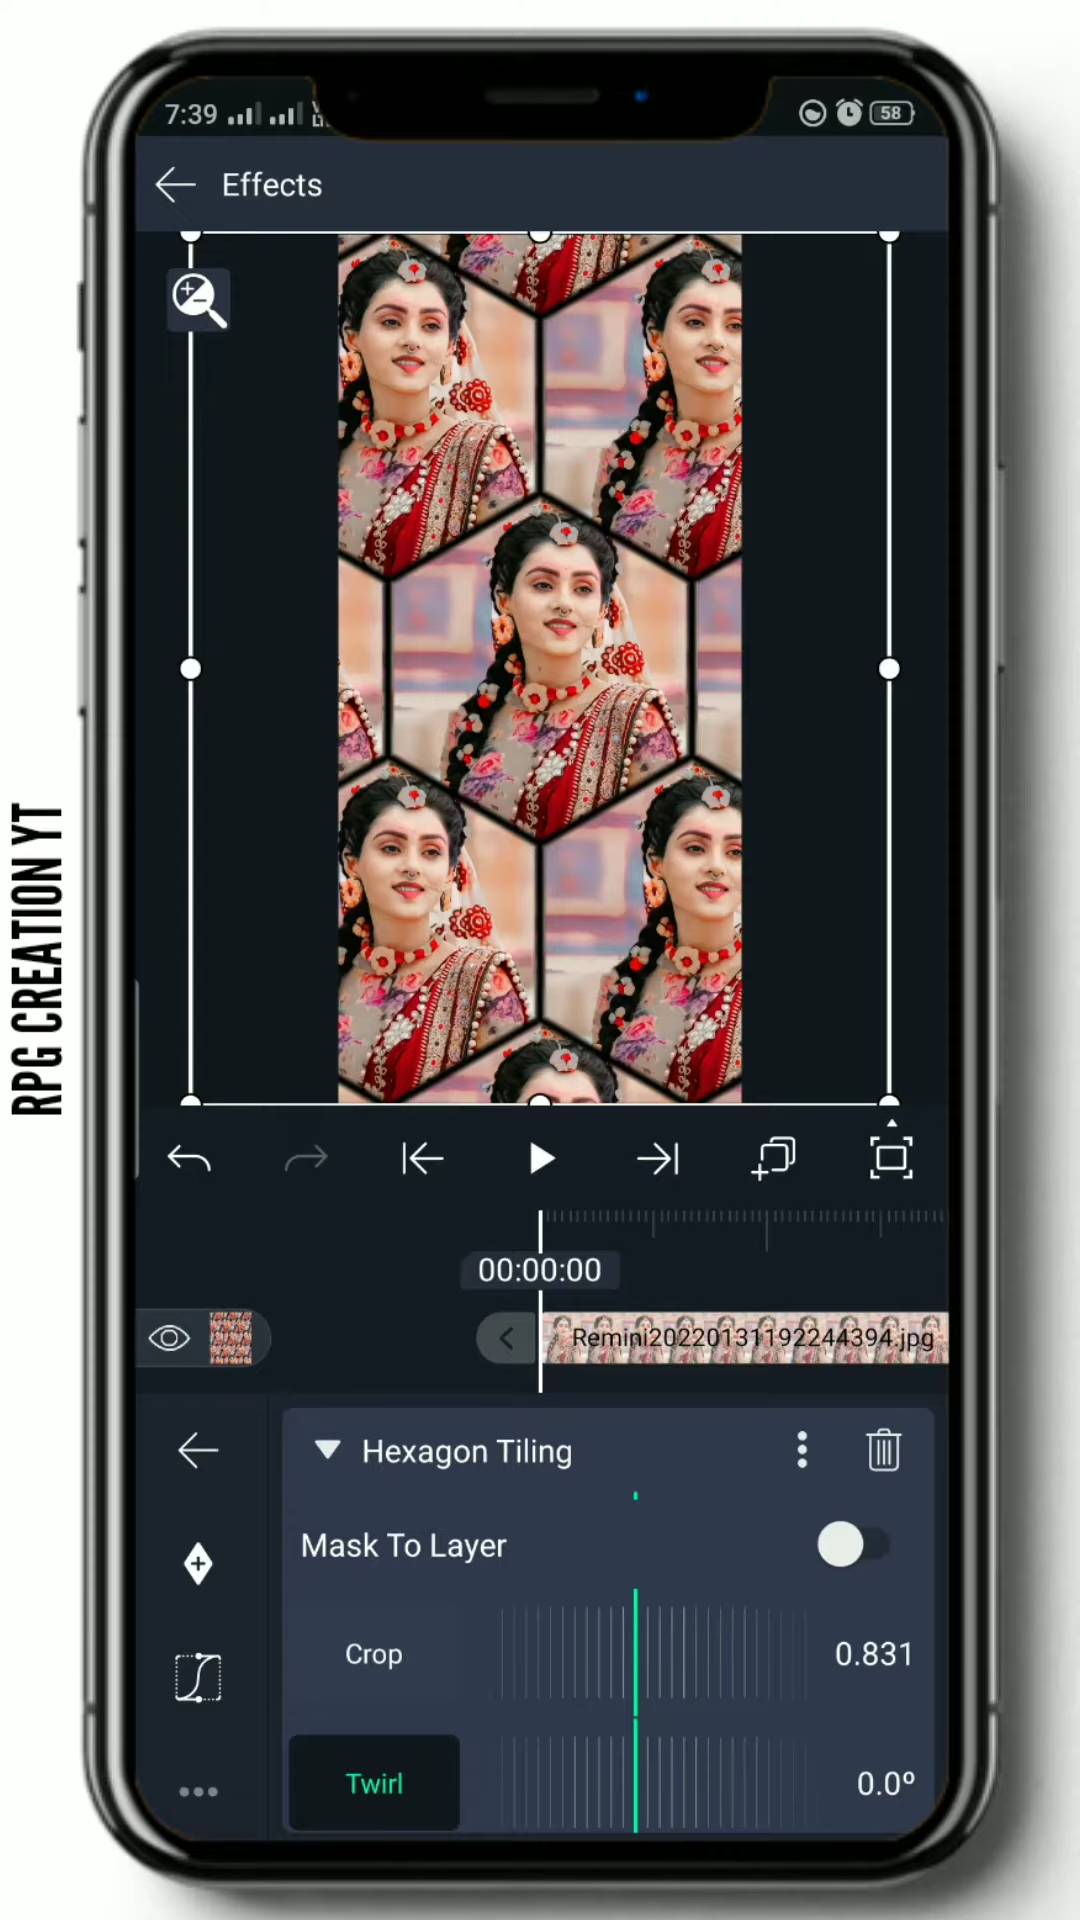 7:39
58
Effects
RPG CREATION YT
00:00:00
Remini20220131192244394.jpg
Hexagon Tiling
Mask To Layer
Crop
0.831
Twirl
0.0º